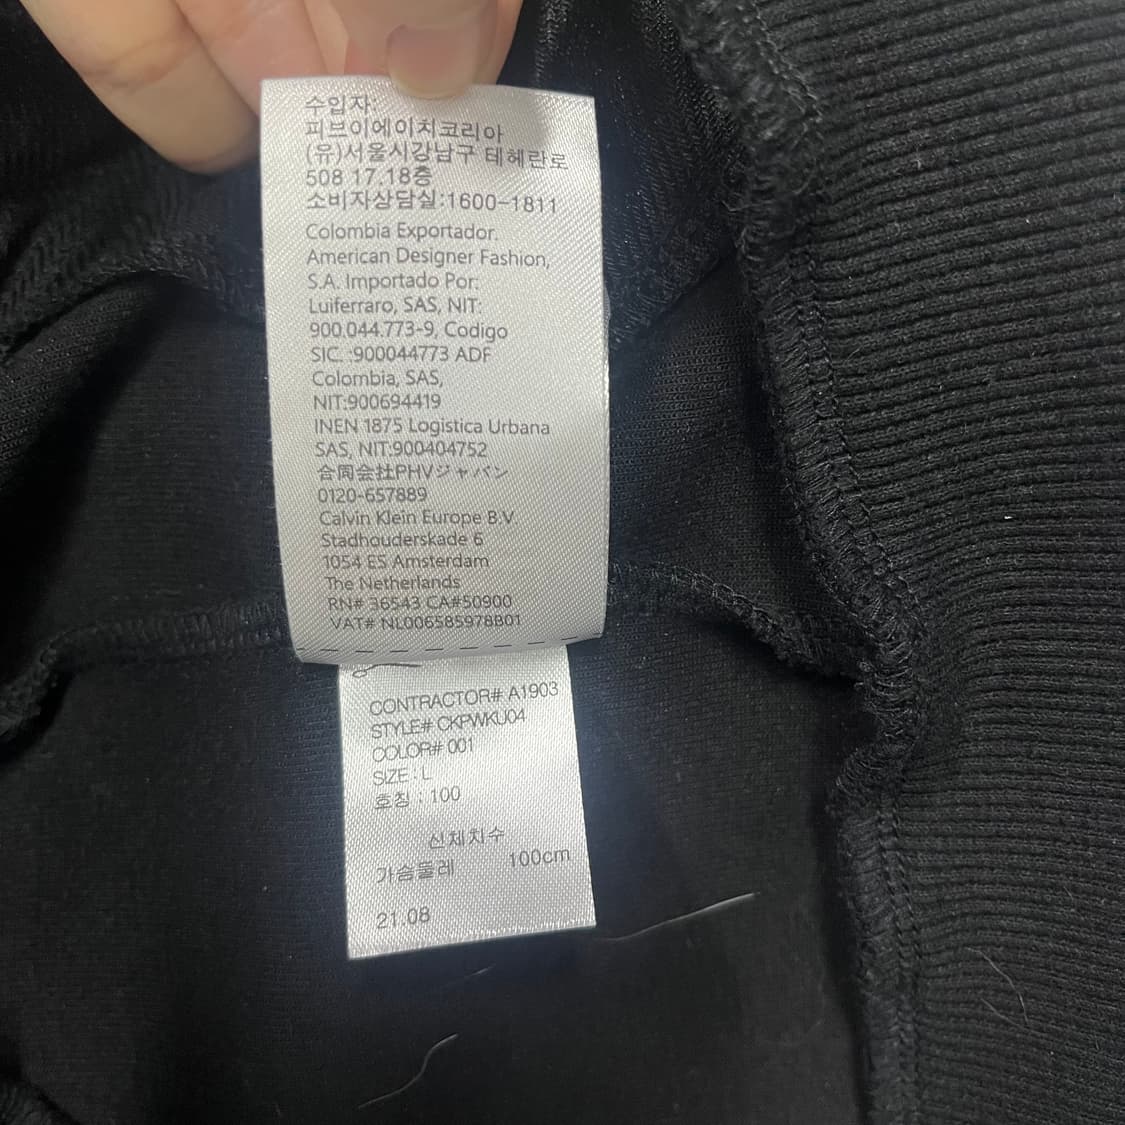 수입자:
피브이에이치코리아
(유)서울시강남구 테헤란로
508 17.18층
소비자상담실:1600-1811
Colombia Exportador.
American Designer Fashion,
S.A. Importado Por:
Luiferraro, SAS, NIT:
900.044.773-9, Codigo
SIC. :900044773 ADF
Colombia, SAS,
NIT:900694419
INEN 1875 Logistica Urbana
SAS, NIT:900404752
合同会社PHVジャパン
0120-657889
Calvin Klein Europe B.V.
Stadhouderskade 6
1054 ES Amsterdam
The Netherlands
RN# 36543 CA#50900
VAT# NL006585978B01
CONTRACTOR# A1903
STYLE# CKPWKU04
COLOR# 001
SIZE : L
호칭 : 100
신체치수
가슴둘레 100cm
21.08